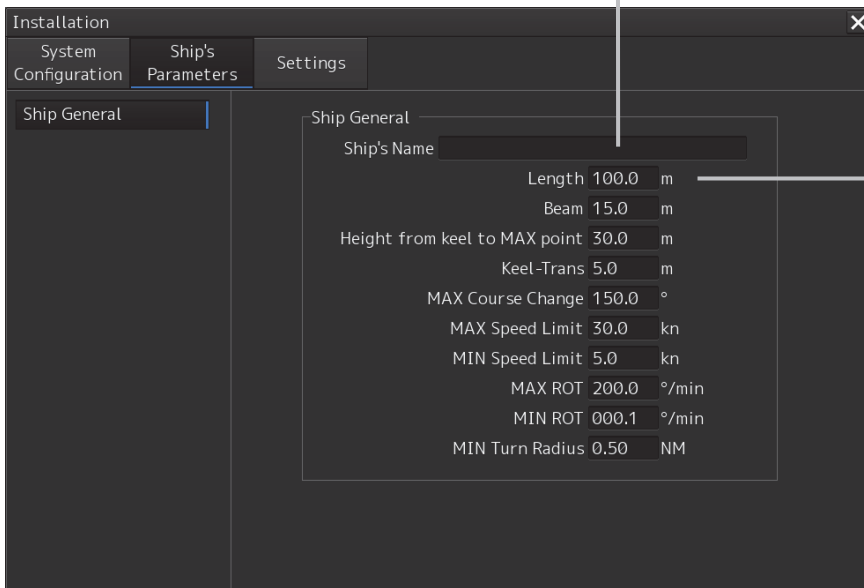 Installation
System Configuration
Ship's Parameters
Settings
Ship General
Ship General
Ship's Name
Length 100.0 m
Beam 15.0 m
Height from keel to MAX point 30.0 m
Keel-Trans 5.0 m
MAX Course Change 150.0 °
MAX Speed Limit 30.0 kn
MIN Speed Limit 5.0 kn
MAX ROT 200.0 °/min
MIN ROT 000.1 °/min
MIN Turn Radius 0.50 NM